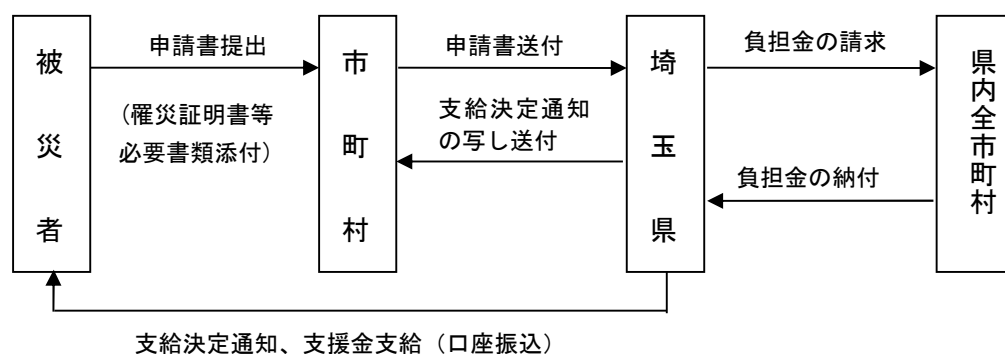 被災者
申請書提出
(罹災証明書等
必要書類添付)
市町村
申請書送付
支給決定通知
の写し送付
埼玉県
負担金の請求
負担金の納付
県内全市町村
支給決定通知、支援金支給(口座振込)